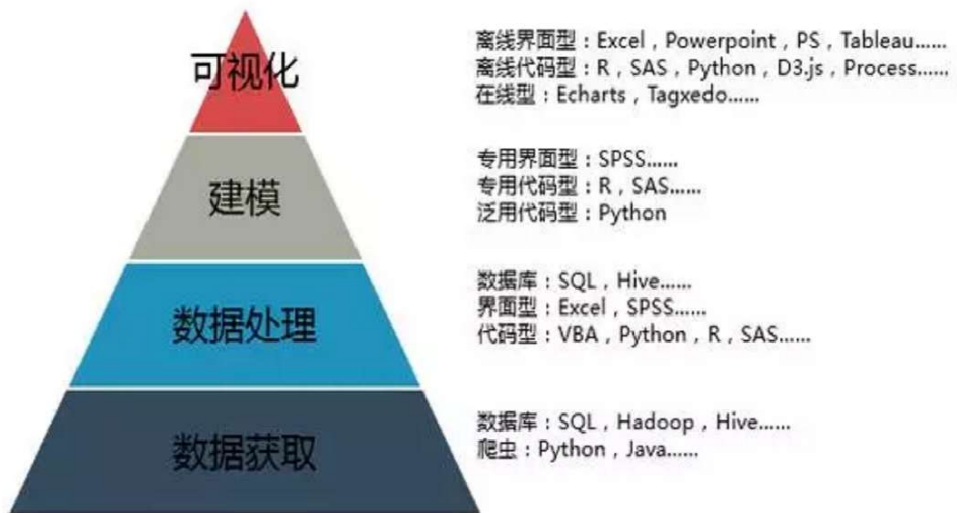 可视化
离线界面型：Excel，Powerpoint，PS，Tableau……
离线代码型：R，SAS，Python，D3.js，Process……
在线型：Echarts，Tagxedo……
建模
专用界面型：SPSS……
专用代码型：R，SAS……
泛用代码型：Python
数据处理
数据库：SQL，Hive……
界面型：Excel，SPSS……
代码型：VBA，Python，R，SAS……
数据获取
数据库：SQL，Hadoop，Hive……
爬虫：Python，Java……